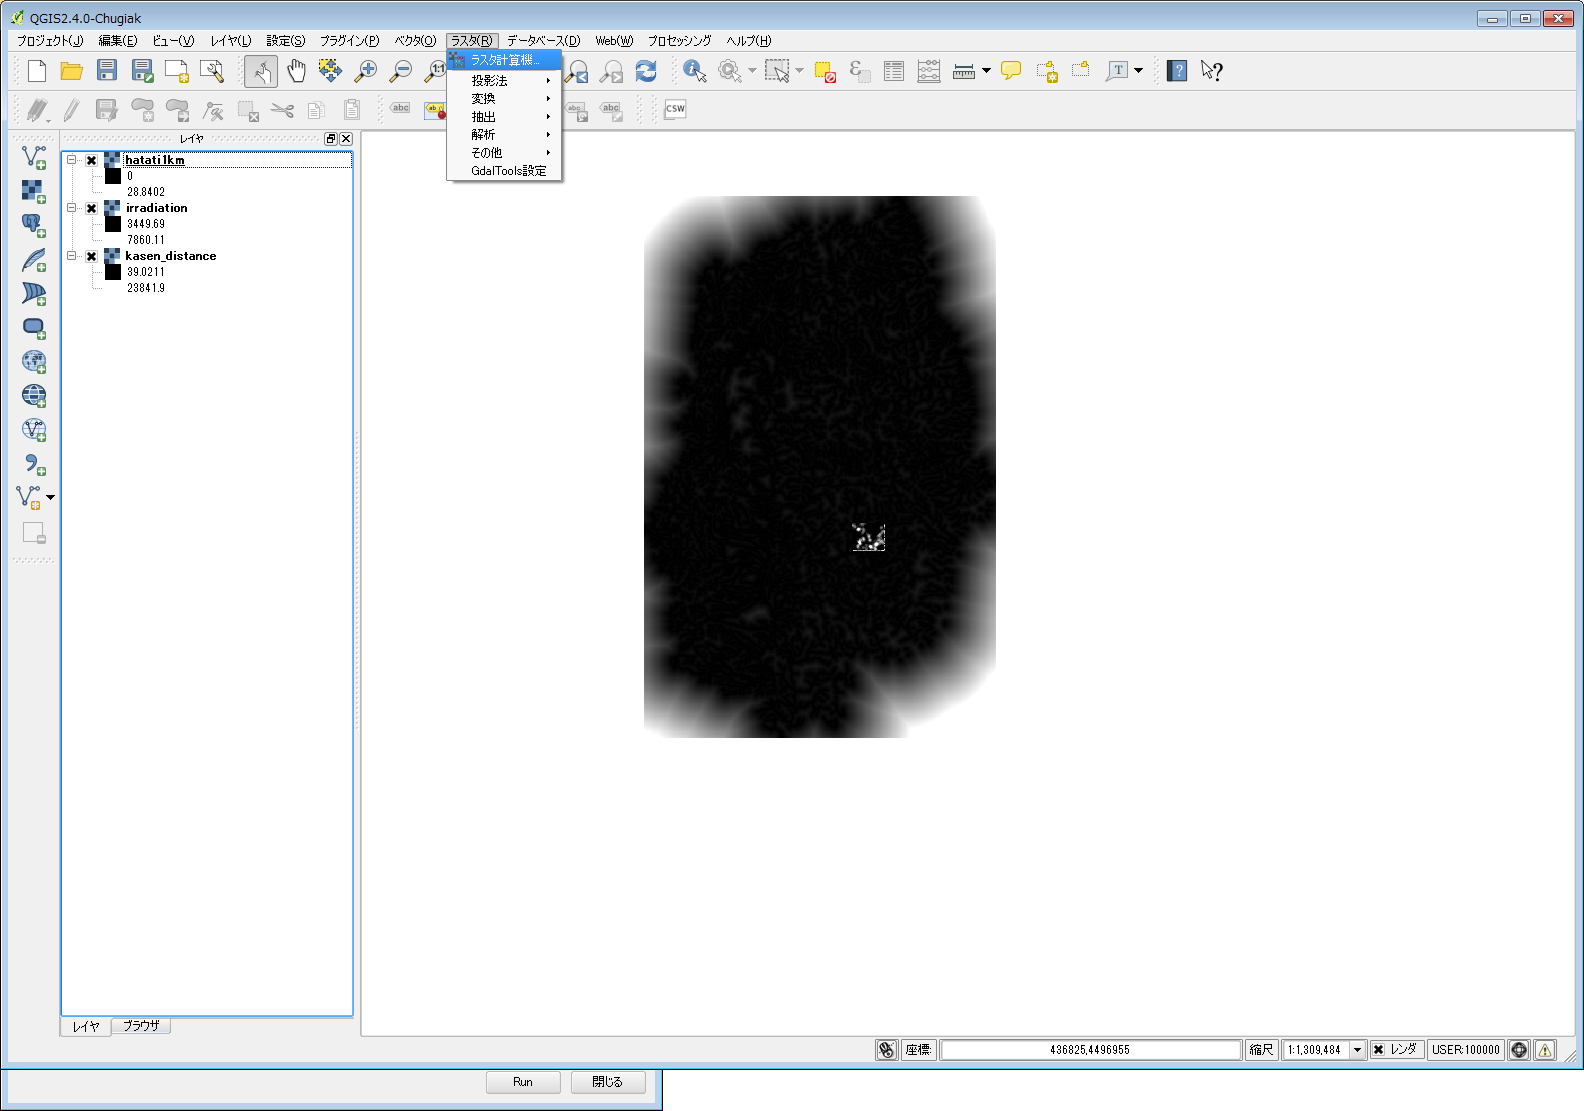 QGIS2.4.0-Chugiak
プロジェクト(J) 編集(E) ビュー(V) レイヤ(L) 設定(S) プラグイン(P) ベクタ(O) ラスタ(R) データベース(D) Web(W) プロセッシング ヘルプ(H)
ラスタ計算機...
投影法
変換
抽出
解析
その他
GdalTools設定
1:1
T
?
?
abc
ab
abc
abc
CSW
レイヤ
hatati1km
0
28.8402
irradiation
3449.69
7860.11
kasen_distance
39.0211
23841.9
レイヤ ブラウザ
座標: 436825,4496955 縮尺 1:1,309,484 レンダ USER:100000
Run 閉じる